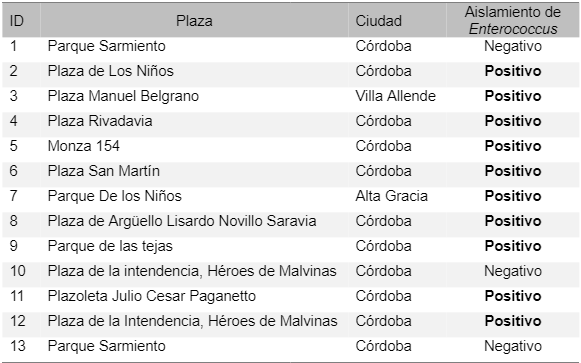 ID Plaza Ciudad Aislamiento de Enterococcus
1 Parque Sarmiento Córdoba Negativo
2 Plaza de Los Niños Córdoba Positivo
3 Plaza Manuel Belgrano Villa Allende Positivo
4 Plaza Rivadavia Córdoba Positivo
5 Monza 154 Córdoba Positivo
6 Plaza San Martín Córdoba Positivo
7 Parque De los Niños Alta Gracia Positivo
8 Plaza de Argüello Lisardo Novillo Saravia Córdoba Positivo
9 Parque de las tejas Córdoba Positivo
10 Plaza de la intendencia, Héroes de Malvinas Córdoba Negativo
11 Plazoleta Julio Cesar Paganetto Córdoba Positivo
12 Plaza de la Intendencia, Héroes de Malvinas Córdoba Positivo
13 Parque Sarmiento Córdoba Negativo